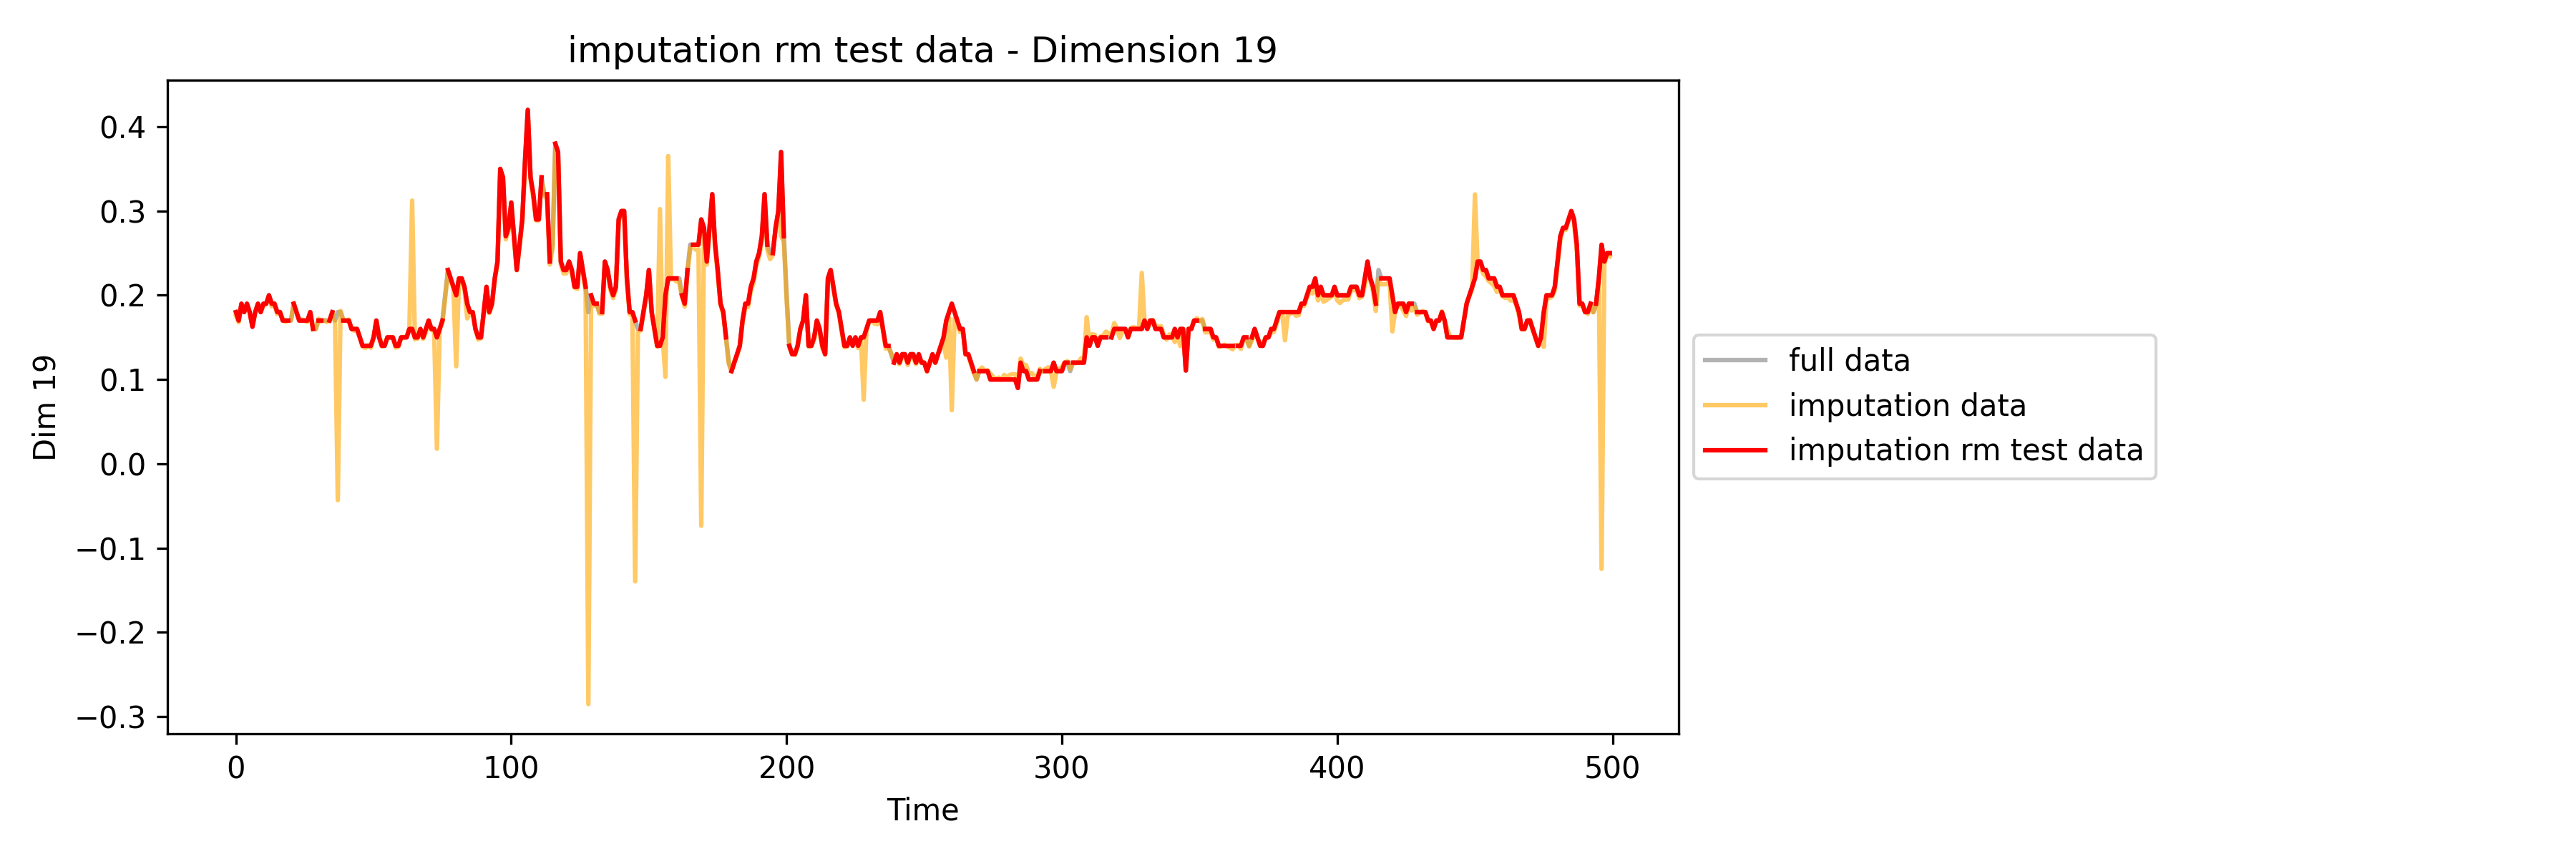 imputation rm test data - Dimension 19
0.4
0.3
0.2
0.1
0.0
−0.1
−0.2
−0.3
Dim 19
0 100 200 300 400 500
Time
full data
imputation data
imputation rm test data